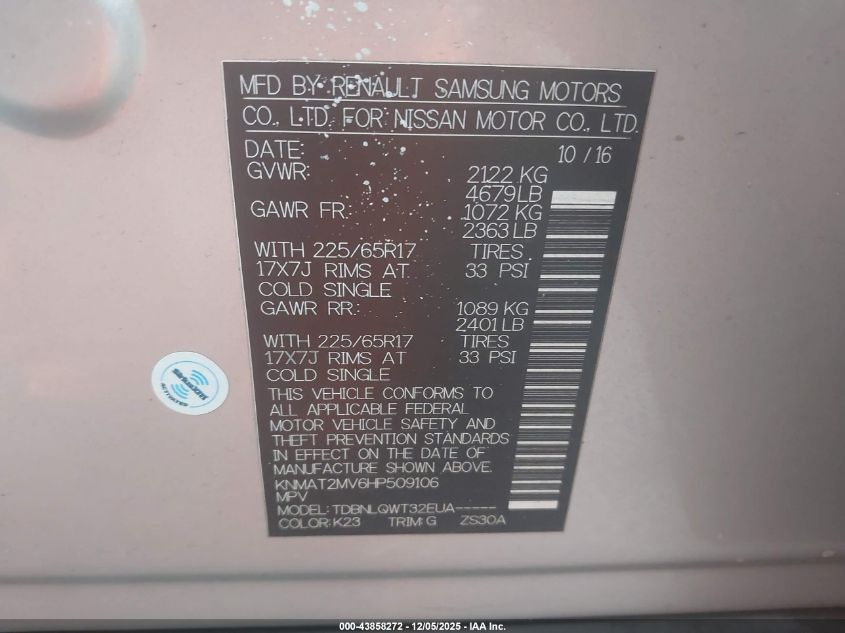 MFD BY RENAULT SAMSUNG MOTORS
CO., LTD. FOR NISSAN MOTOR CO., LTD.
DATE: 10 / 16
GVWR: 2122 KG
4679 LB
GAWR FR: 1072 KG
2363 LB
WITH 225/65R17 TIRES
17X7J RIMS AT 33 PSI
COLD SINGLE
GAWR RR: 1089 KG
2401 LB
WITH 225/65R17 TIRES
17X7J RIMS AT 33 PSI
COLD SINGLE
THIS VEHICLE CONFORMS TO
ALL APPLICABLE FEDERAL
MOTOR VEHICLE SAFETY AND
THEFT PREVENTION STANDARDS
IN EFFECT ON THE DATE OF
MANUFACTURE SHOWN ABOVE.
KNMAT2MV6HP509106
MPV
MODEL: TDBNLQWT32EUA-----
COLOR: K23 TRIM: G ZS30A
SiriusXM
ACTIVATED
000-43858272 - 12/05/2025 - IAA Inc.